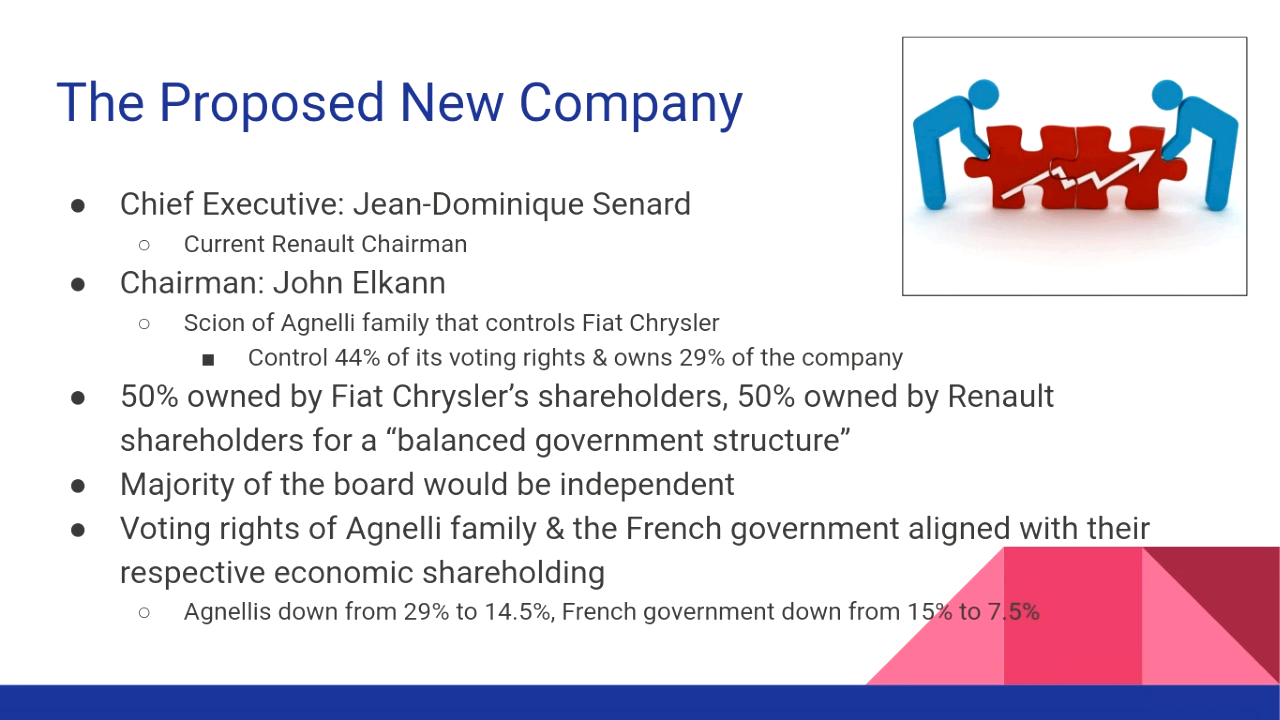 The Proposed New Company
● Chief Executive: Jean-Dominique Senard
○ Current Renault Chairman
● Chairman: John Elkann
○ Scion of Agnelli family that controls Fiat Chrysler
■ Control 44% of its voting rights & owns 29% of the company
● 50% owned by Fiat Chrysler’s shareholders, 50% owned by Renault
shareholders for a “balanced government structure”
● Majority of the board would be independent
● Voting rights of Agnelli family & the French government aligned with their
respective economic shareholding
○ Agnellis down from 29% to 14.5%, French government down from 15% to 7.5%